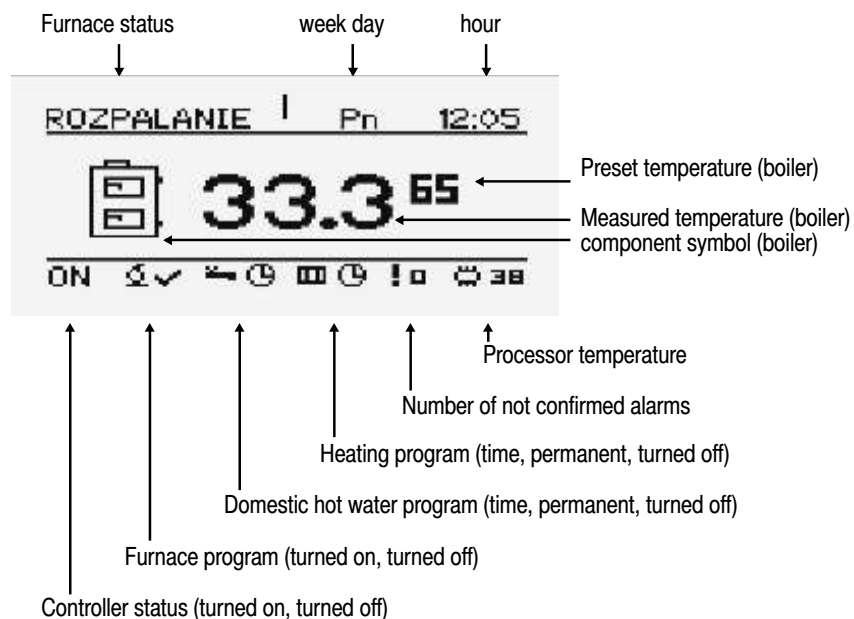 Furnace status week day hour
ROZPALANIE Pn 12:05
33.3 65
Preset temperature (boiler)
Measured temperature (boiler)
component symbol (boiler)
ON ! 0 38
Processor temperature
Number of not confirmed alarms
Heating program (time, permanent, turned off)
Domestic hot water program (time, permanent, turned off)
Furnace program (turned on, turned off)
Controller status (turned on, turned off)